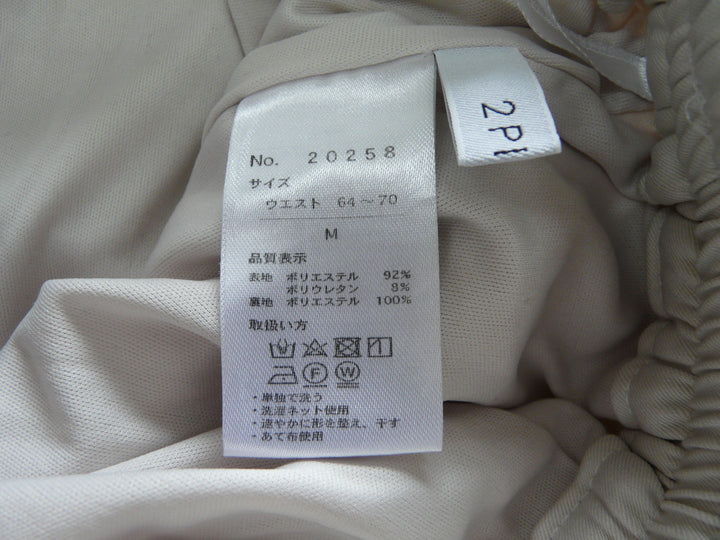 No. 20258
サイズ
ウエスト 64～70
M
品質表示
表地 ポリエステル 92%
ポリウレタン 8%
裏地 ポリエステル 100%
取扱い方
F W
・単独で洗う
・洗濯ネット使用
・速やかに形を整え、干す
・あて布使用